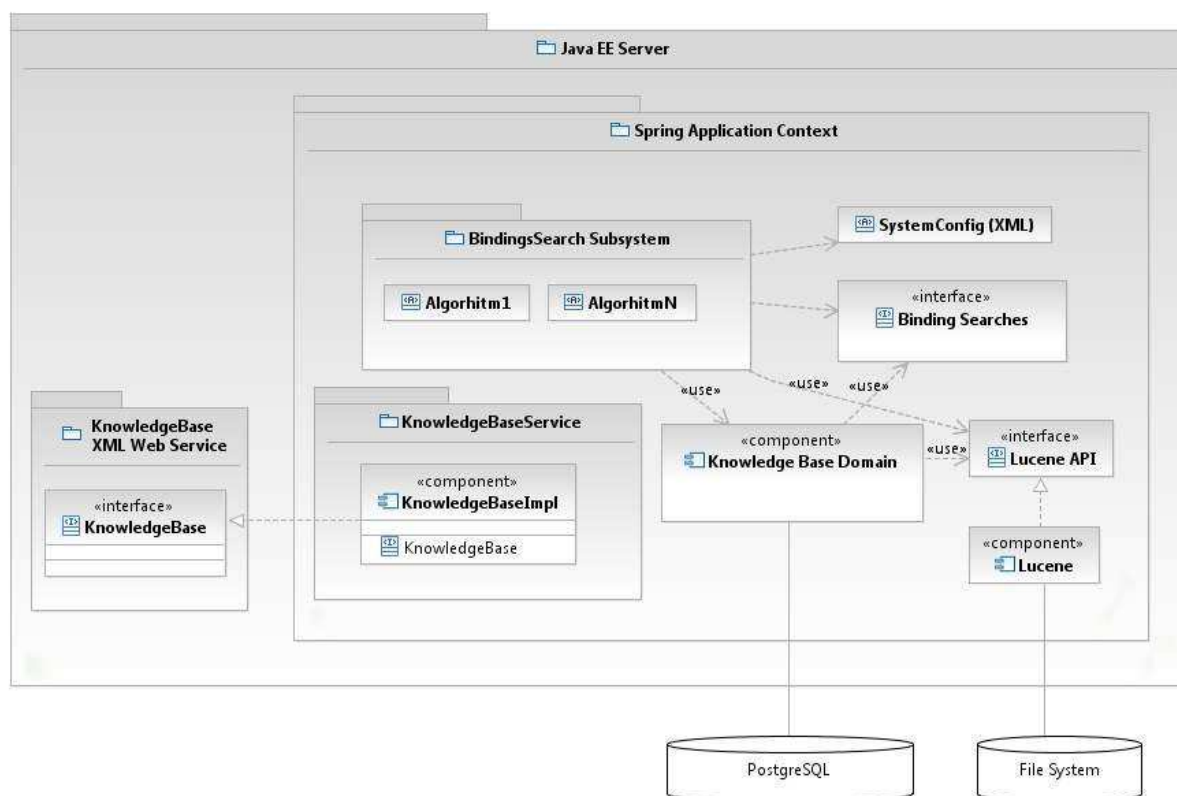 Java EE Server
Spring Application Context
BindingsSearch Subsystem
Algorhitm1
AlgorhitmN
SystemConfig (XML)
«interface»
Binding Searches
«use»
«use»
«use»
KnowledgeBase
XML Web Service
«interface»
KnowledgeBase
KnowledgeBaseService
«component»
KnowledgeBaseImpl
KnowledgeBase
«component»
Knowledge Base Domain
«use»
«interface»
Lucene API
«component»
Lucene
PostgreSQL
File System